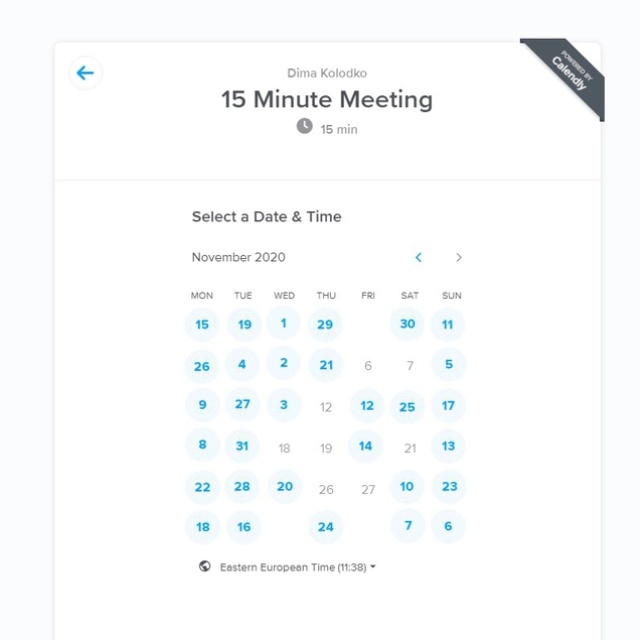 POWERED BY
Calendly
Dima Kolodko
15 Minute Meeting
15 min
Select a Date & Time
November 2020
MON TUE WED THU FRI SAT SUN
15 19 1 29 30 11
26 4 2 21 6 7 5
9 27 3 12 12 25 17
8 31 18 19 14 21 13
22 28 20 26 27 10 23
18 16 24 7 6
Eastern European Time (11:38)